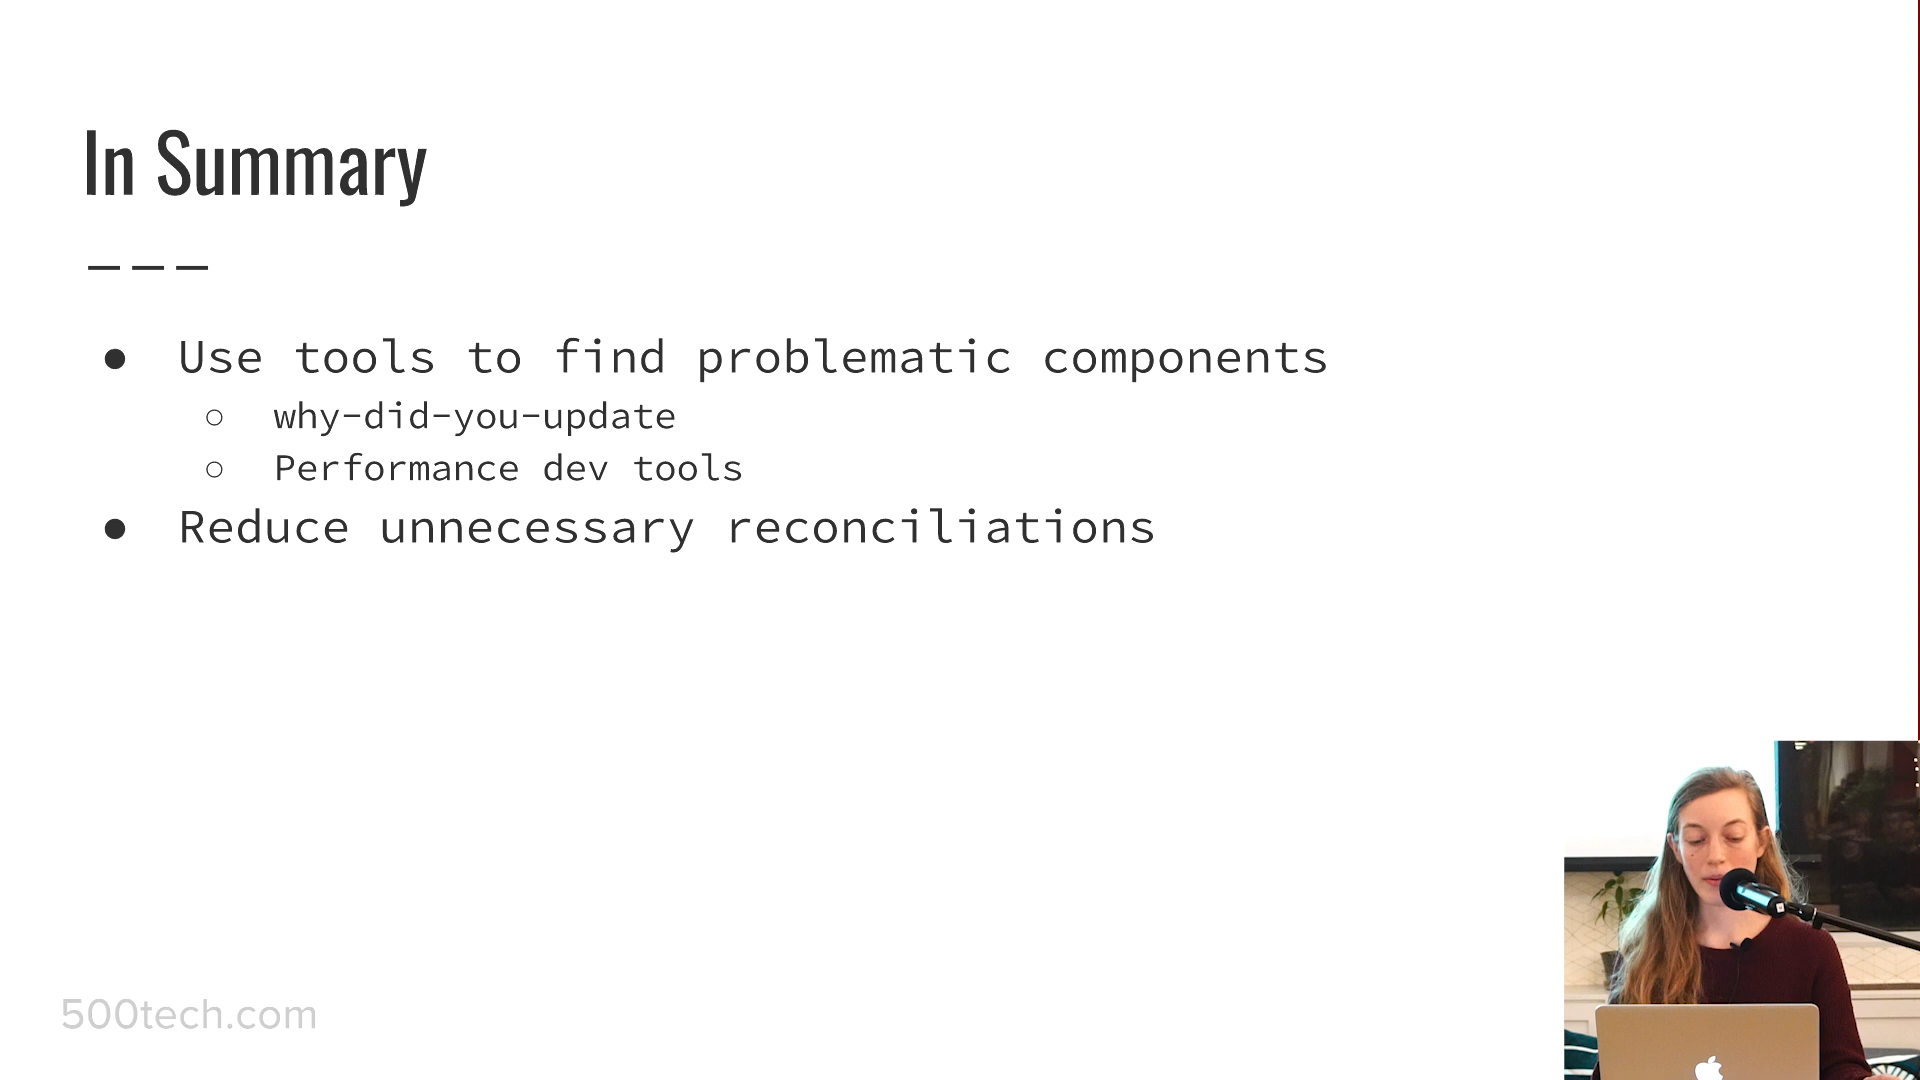 In Summary
● Use tools to find problematic components
○ why-did-you-update
○ Performance dev tools
● Reduce unnecessary reconciliations
500tech.com